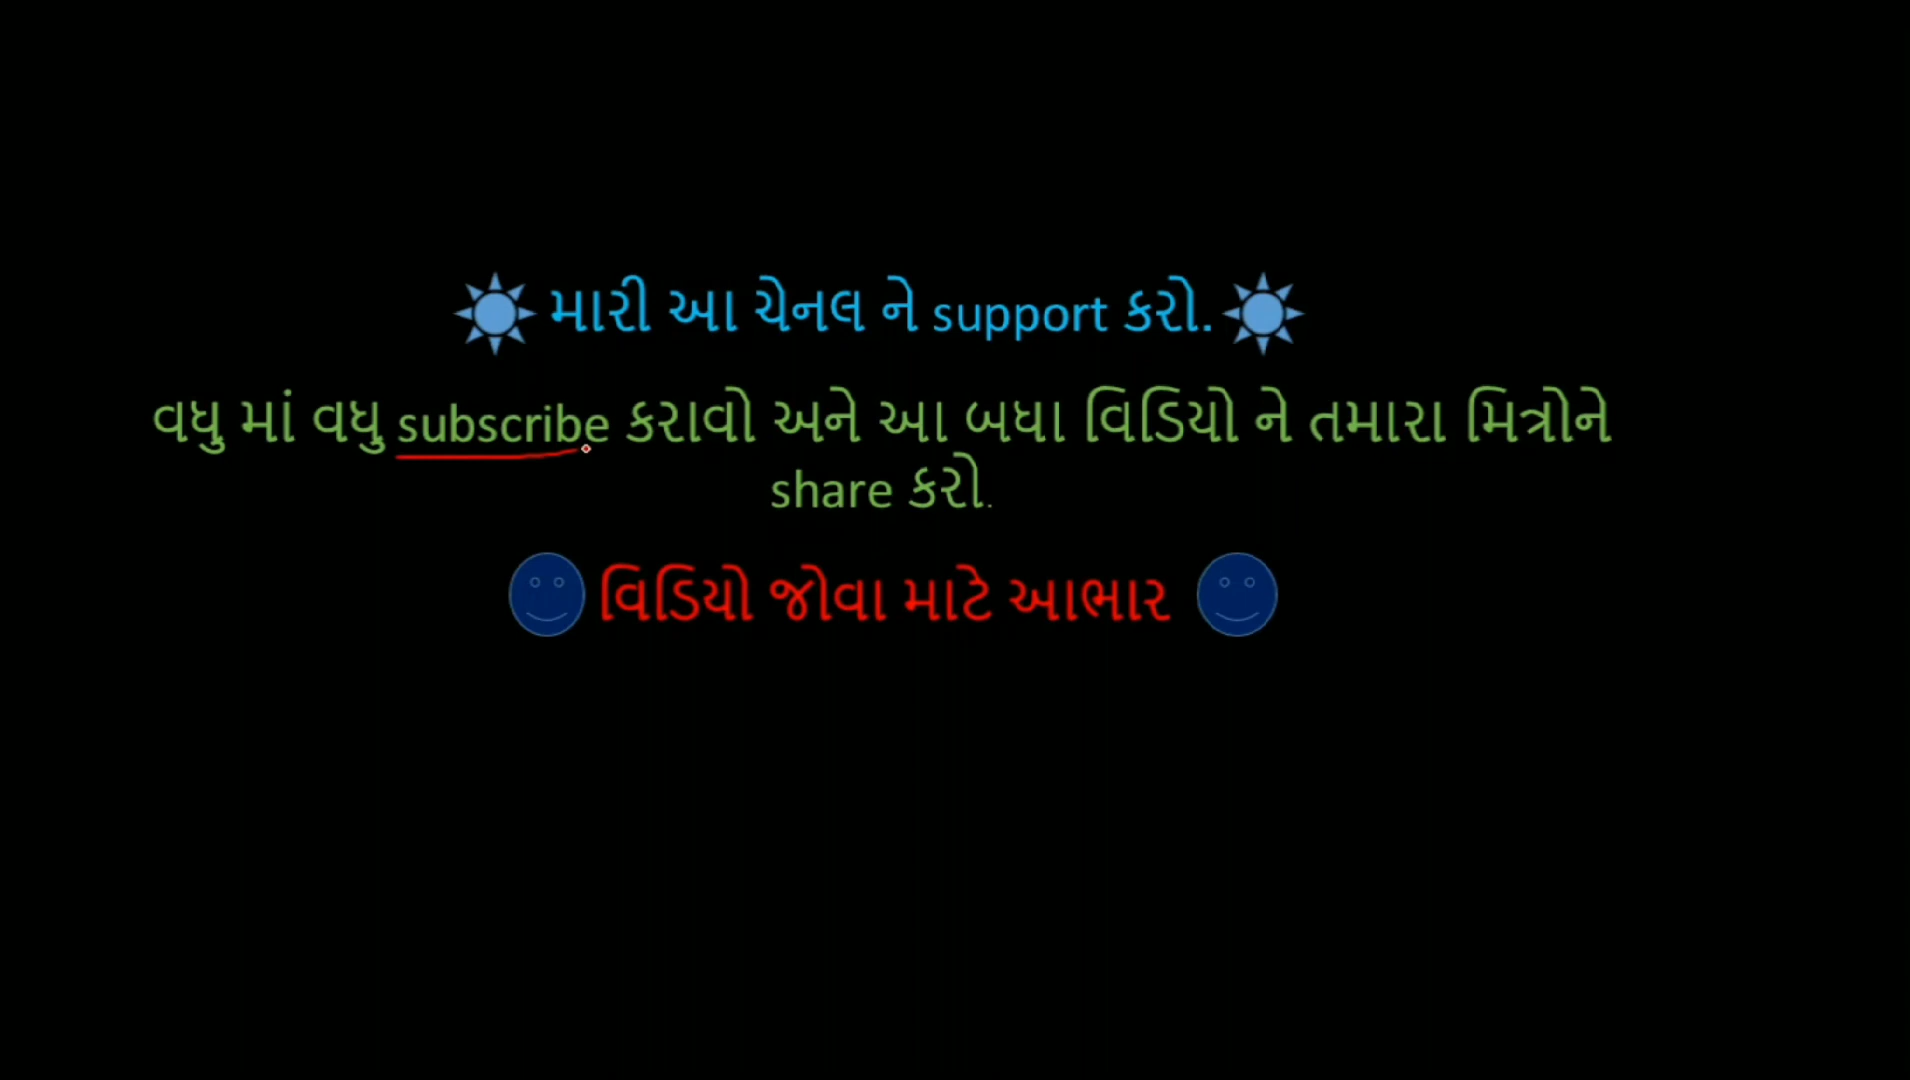 મારી આ ચેનલ ને support કરો.
વધુ માં વધુ subscribe કરાવો અને આ બધા વિડિયો ને તમારા મિત્રોને
share કરો.
વિડિયો જોવા માટે આભાર